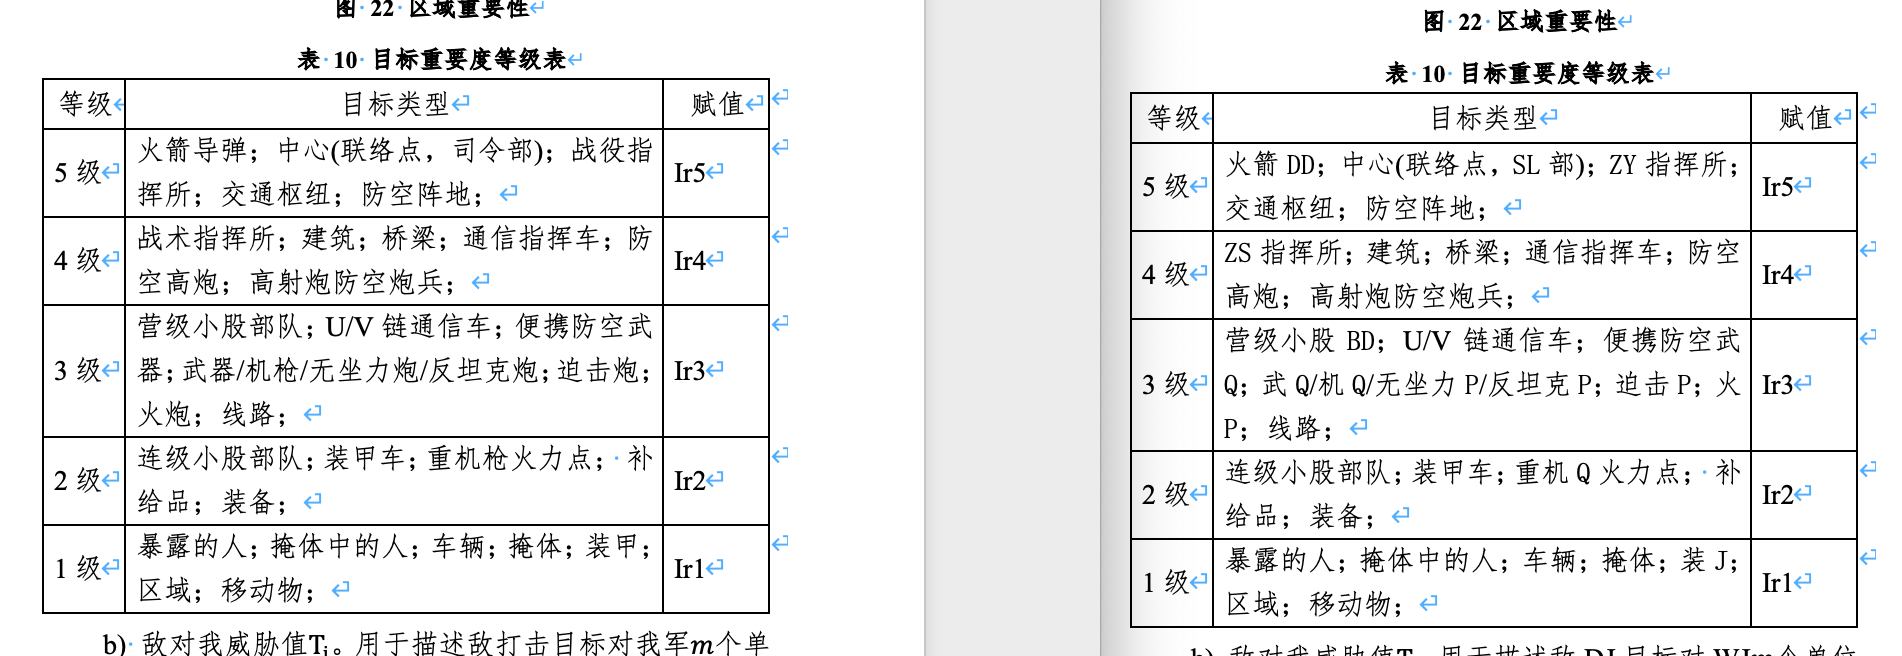 图 22 区域重要性
表 10 目标重要度等级表
等级 目标类型 赋值
5 级 火箭导弹；中心(联络点，司令部)；战役指 Ir5
挥所；交通枢纽；防空阵地；
4 级 战术指挥所；建筑；桥梁；通信指挥车；防 Ir4
空高炮；高射炮防空炮兵；
3 级 营级小股部队；U/V 链通信车；便携防空武 Ir3
器；武器/机枪/无坐力炮/反坦克炮；迫击炮；
火炮；线路；
2 级 连级小股部队；装甲车；重机枪火力点； 补 Ir2
给品；装备；
1 级 暴露的人；掩体中的人；车辆；掩体；装甲； Ir1
区域；移动物；
b) 敌对我威胁值Ti。用于描述敌打击目标对我军m个单
图 22 区域重要性
表 10 目标重要度等级表
等级 目标类型 赋值
5 级 火箭 DD；中心(联络点，SL 部)；ZY 指挥所； Ir5
交通枢纽；防空阵地；
4 级 ZS 指挥所；建筑；桥梁；通信指挥车；防空 Ir4
高炮；高射炮防空炮兵；
3 级 营级小股 BD；U/V 链通信车；便携防空武 Ir3
Q；武 Q/机 Q/无坐力 P/反坦克 P；迫击 P；火
P；线路；
2 级 连级小股部队；装甲车；重机 Q 火力点； 补 Ir2
给品；装备；
1 级 暴露的人；掩体中的人；车辆；掩体；装 J； Ir1
区域；移动物；